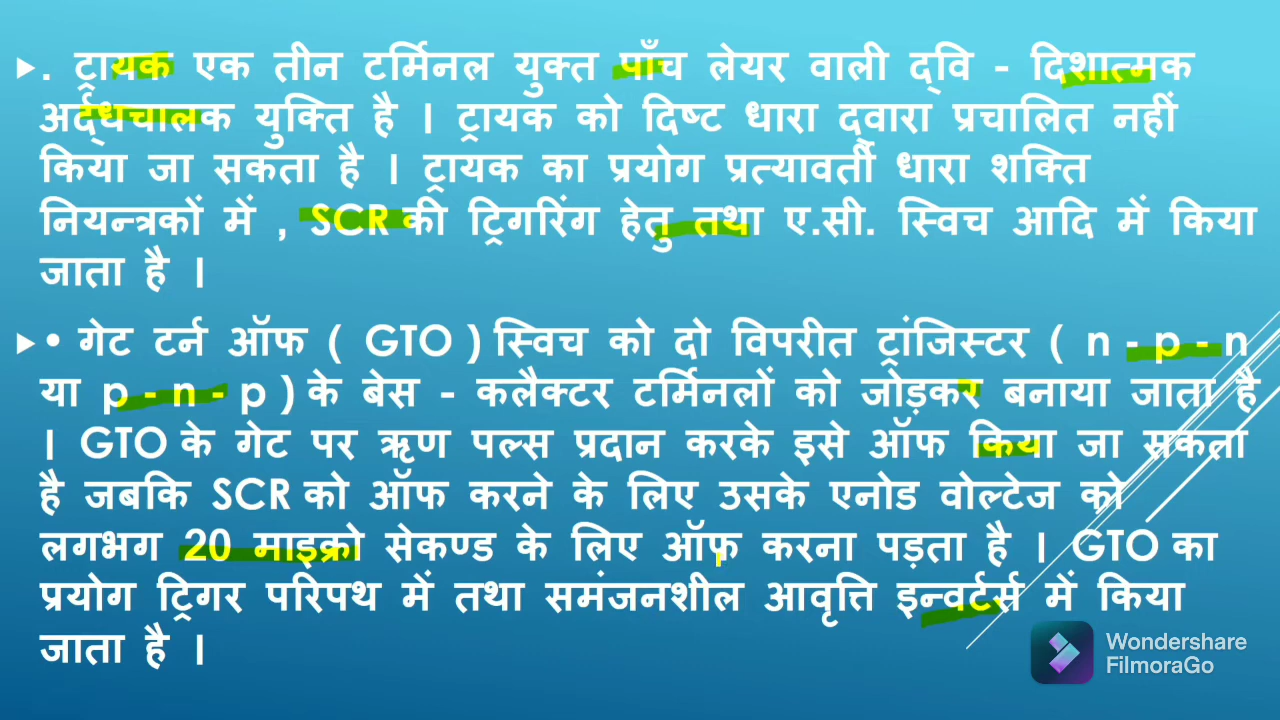 . ट्रायक एक तीन टर्मिनल युक्त पाँच लेयर वाली द्वि - दिशात्मक
अर्द्धचालक युक्ति है । ट्रायक को दिष्ट धारा द्वारा प्रचालित नहीं
किया जा सकता है । ट्रायक का प्रयोग प्रत्यावर्ती धारा शक्ति
नियन्त्रकों में , SCR की ट्रिगरिंग हेतु तथा ए.सी. स्विच आदि में किया
जाता है ।
• गेट टर्न ऑफ ( GTO ) स्विच को दो विपरीत ट्रांजिस्टर ( n - p - n
या p - n - p ) के बेस - कलैक्टर टर्मिनलों को जोड़कर बनाया जाता है
। GTO के गेट पर ऋण पल्स प्रदान करके इसे ऑफ किया जा सकता
है जबकि SCR को ऑफ करने के लिए उसके एनोड वोल्टेज को
लगभग 20 माइक्रो सेकण्ड के लिए ऑफ करना पड़ता है । GTO का
प्रयोग ट्रिगर परिपथ में तथा समंजनशील आवृत्ति इन्वर्टर्स में किया
जाता है ।
Wondershare
FilmoraGo